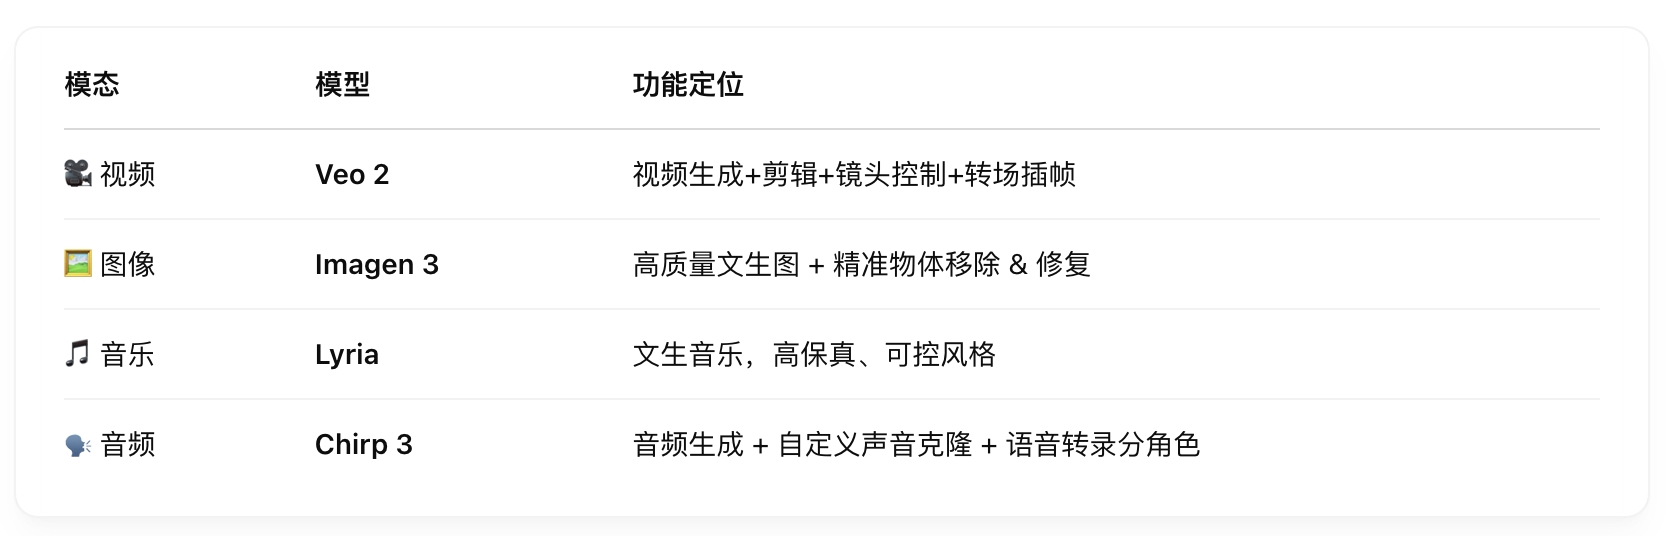 模态 模型 功能定位
🎥 视频 Veo 2 视频生成+剪辑+镜头控制+转场插帧
🖼️ 图像 Imagen 3 高质量文生图 + 精准物体移除 & 修复
🎵 音乐 Lyria 文生音乐，高保真、可控风格
🗣️ 音频 Chirp 3 音频生成 + 自定义声音克隆 + 语音转录分角色